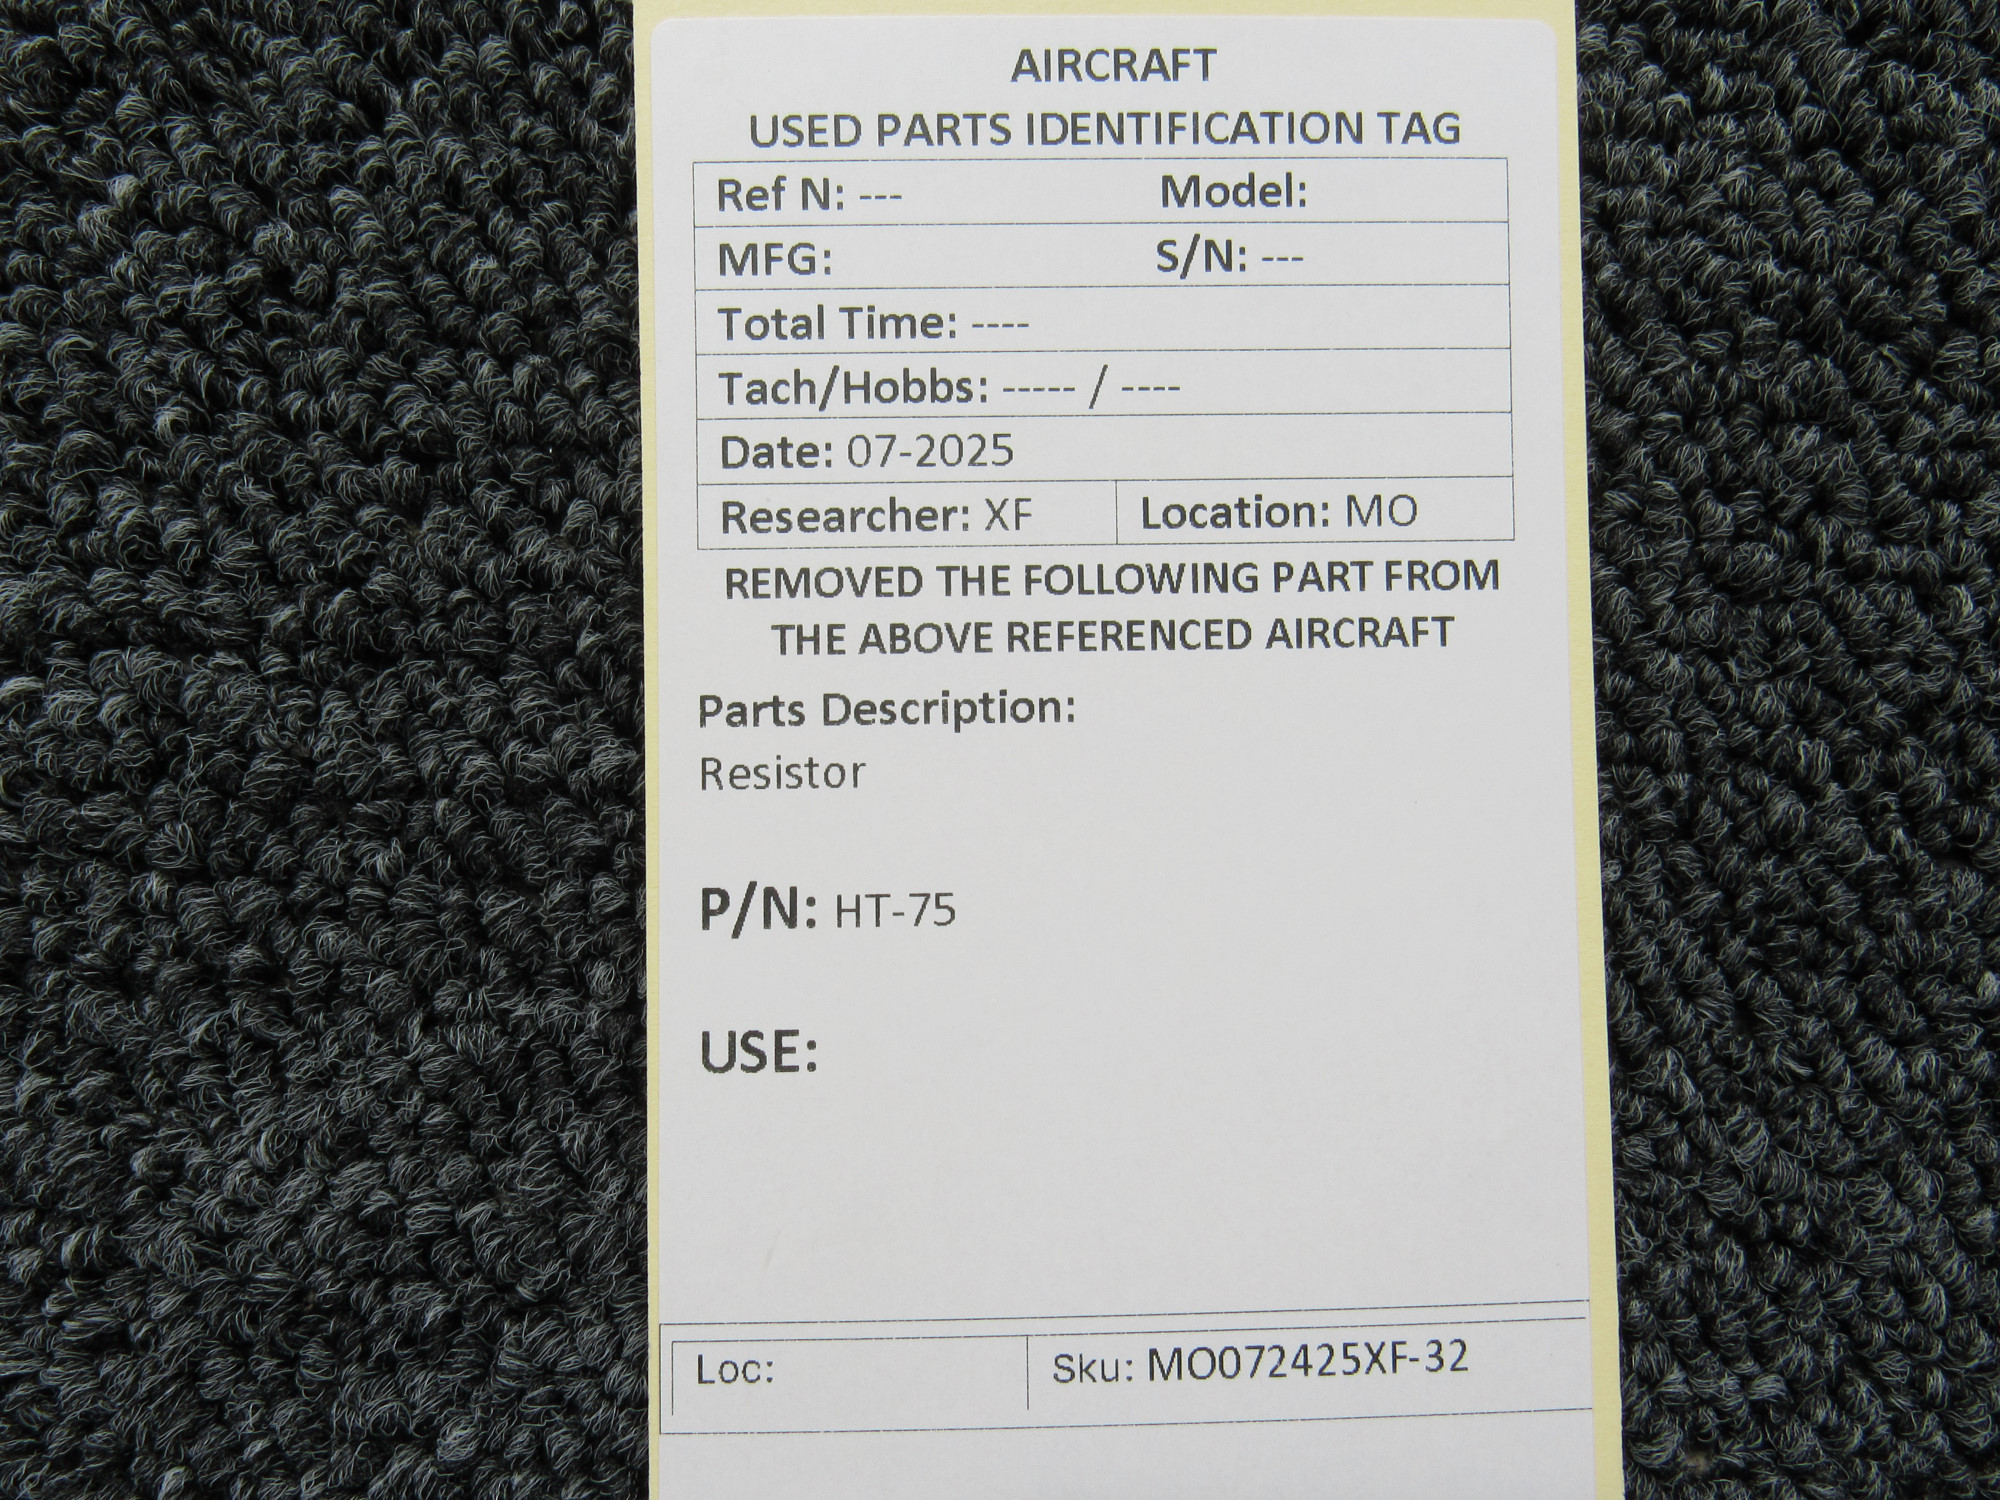 AIRCRAFT
USED PARTS IDENTIFICATION TAG
Ref N: --- Model:
MFG: S/N: ---
Total Time: ----
Tach/Hobbs: ----- / ----
Date: 07-2025
Researcher: XF Location: MO
REMOVED THE FOLLOWING PART FROM
THE ABOVE REFERENCED AIRCRAFT
Parts Description:
Resistor
P/N: HT-75
USE:
Loc: Sku: MO072425XF-32